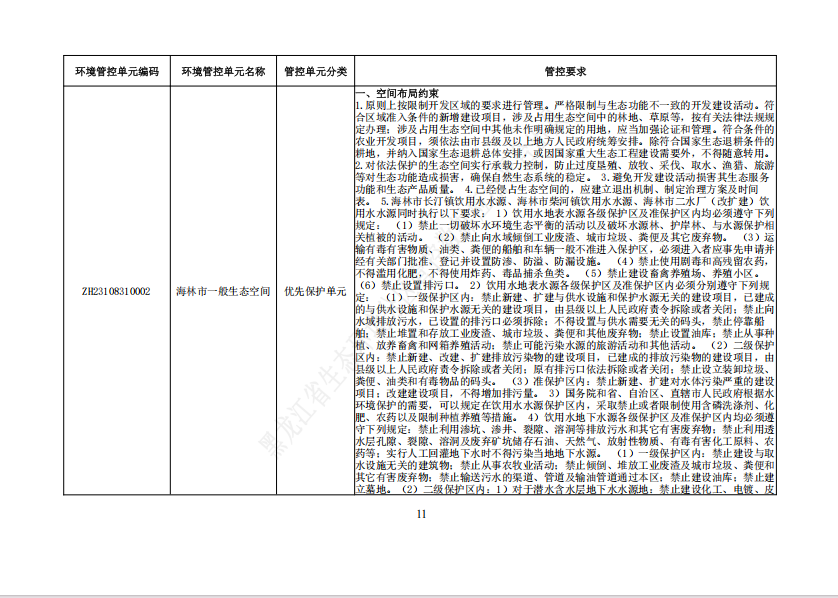 环境管控单元编码 环境管控单元名称 管控单元分类 管控要求
一、空间布局约束
1.原则上按限制开发区域的要求进行管理。严格限制与生态功能不一致的开发建设活动。符
合区域准入条件的新增建设项目，涉及占用生态空间中的林地、草原等，按有关法律法规规
定办理；涉及占用生态空间中其他未作明确规定的用地，应当加强论证和管理。符合条件的
农业开发项目，须依法由市县级及以上地方人民政府统筹安排。除符合国家生态退耕条件的
耕地，并纳入国家生态退耕总体安排，或因国家重大生态工程建设需要外，不得随意转用。
2.对依法保护的生态空间实行承载力控制，防止过度垦殖、放牧、采伐、取水、渔猎、旅游
等对生态功能造成损害，确保自然生态系统的稳定。 3.避免开发建设活动损害其生态服务
功能和生态产品质量。 4.已经侵占生态空间的，应建立退出机制、制定治理方案及时间
表。 5.海林市长汀镇饮用水水源、海林市柴河镇饮用水水源、海林市二水厂（改扩建）饮
用水水源同时执行以下要求： 1）饮用水地表水源各级保护区及准保护区内均必须遵守下列
规定： （1）禁止一切破坏水环境生态平衡的活动以及破坏水源林、护岸林、与水源保护相
关植被的活动。 （2）禁止向水域倾倒工业废渣、城市垃圾、粪便及其它废弃物。 （3）运
输有毒有害物质、油类、粪便的船舶和车辆一般不准进入保护区，必须进入者应事先申请并
经有关部门批准、登记并设置防渗、防溢、防漏设施。 （4）禁止使用剧毒和高残留农药，
不得滥用化肥，不得使用炸药、毒品捕杀鱼类。 （5）禁止建设畜禽养殖场、养殖小区。
（6）禁止设置排污口。 2）饮用水地表水源各级保护区及准保护区内必须分别遵守下列规
定： （1）一级保护区内：禁止新建、扩建与供水设施和保护水源无关的建设项目，已建成
ZH23108310002 海林市一般生态空间 优先保护单元
的与供水设施和保护水源无关的建设项目，由县级以上人民政府责令拆除或者关闭；禁止向
水域排放污水，已设置的排污口必须拆除；不得设置与供水需要无关的码头，禁止停靠船
舶；禁止堆置和存放工业废渣、城市垃圾、粪便和其他废弃物；禁止设置油库；禁止从事种
植、放养畜禽和网箱养殖活动；禁止可能污染水源的旅游活动和其他活动。 （2）二级保护
区内：禁止新建、改建、扩建排放污染物的建设项目，已建成的排放污染物的建设项目，由
县级以上人民政府责令拆除或者关闭；原有排污口依法拆除或者关闭；禁止设立装卸垃圾、
粪便、油类和有毒物品的码头。 （3）准保护区内：禁止新建、扩建对水体污染严重的建设
项目；改建建设项目，不得增加排污量。 3）国务院和省、自治区、直辖市人民政府根据水
环境保护的需要，可以规定在饮用水水源保护区内，采取禁止或者限制使用含磷洗涤剂、化
肥、农药以及限制种植养殖等措施。 4）饮用水地下水源各级保护区及准保护区内均必须遵
守下列规定：禁止利用渗坑、渗井、裂隙、溶洞等排放污水和其它有害废弃物；禁止利用透
水层孔隙、裂隙、溶洞及废弃矿坑储存石油、天然气、放射性物质、有毒有害化工原料、农
药等；实行人工回灌地下水时不得污染当地地下水源。 （1）一级保护区内：禁止建设与取
水设施无关的建筑物；禁止从事农牧业活动；禁止倾倒、堆放工业废渣及城市垃圾、粪便和
其它有害废弃物；禁止输送污水的渠道、管道及输油管道通过本区；禁止建设油库；禁止建
立墓地。（2）二级保护区内：1）对于潜水含水层地下水水源地：禁止建设化工、电镀、皮
黑龙江省生态
11